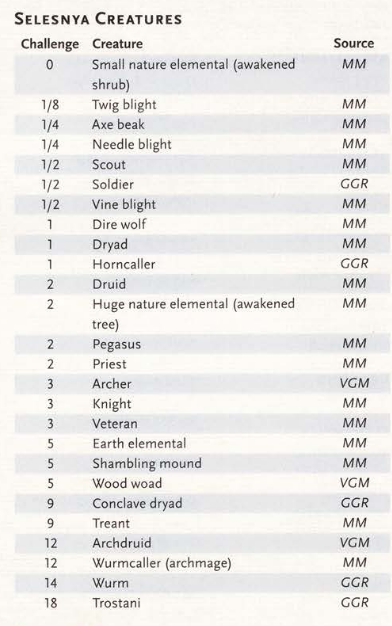 SELESNYA CREATURES
Challenge Creature Source
0 Small nature elemental (awakened MM
shrub)
1/8 Twig blight MM
1/4 Axe beak MM
1/4 Needle blight MM
1/2 Scout MM
1/2 Soldier GGR
1/2 Vine blight MM
1 Dire wolf MM
1 Dryad MM
1 Horncaller GGR
2 Druid MM
2 Huge nature elemental (awakened MM
tree)
2 Pegasus MM
2 Priest MM
3 Archer VGM
3 Knight MM
3 Veteran MM
5 Earth elemental MM
5 Shambling mound MM
5 Wood woad VGM
9 Conclave dryad GGR
9 Treant MM
12 Archdruid VGM
12 Wurmcaller (archmage) MM
14 Wurm GGR
18 Trostani GGR